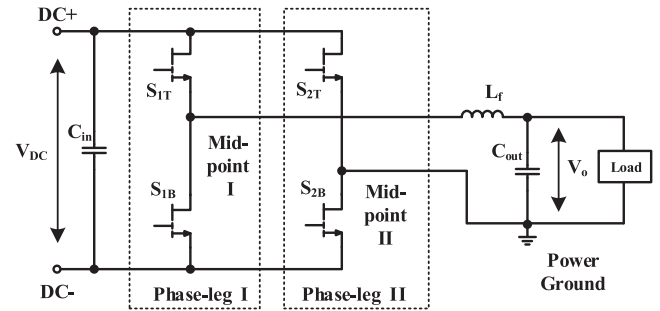 DC+
S1T
S2T
Lf
VDC
Cin
Mid-
point
I
Cout
Vo
Load
S1B
S2B
Mid-
point
II
Power
Ground
DC-
Phase-leg I
Phase-leg II